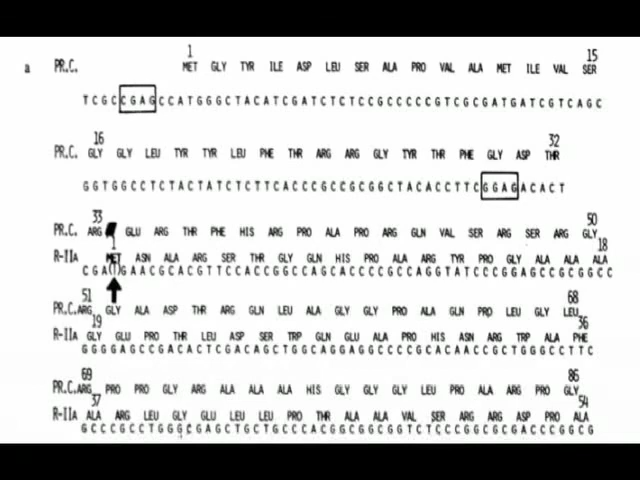 1 15
a PR.C. MET GLY TYR ILE ASP LEU SER ALA PRO VAL ALA MET ILE VAL SER
TCGCCGAGCCATGGGCTACATCGATCTCTCCGCCCCCGTCGCGATGATCGTCAGC
16 32
PR.C. GLY GLY LEU TYR TYR LEU PHE THR ARG ARG GLY TYR THR PHE GLY ASP THR
GGTGGCCTCTACTATCTCTTCACCCGCCGCGGCTACACCTTCGGAGACACT
33 50
PR.C. ARG GLU ARG THR PHE HIS ARG PRO ALA PRO ARG GLN VAL SER ARG SER ARG GLY
1 18
R-IIa MET ASN ALA ARG SER THR GLY GLN HIS PRO ALA ARG TYR PRO GLY ALA ALA ALA
CGA(T)GAACGCACGTTCCACCGGCCAGCACCCCGCCAGGTATCCCGGAGCCGCGGCC
51 68
PR.C. ARG GLY ALA ASP THR ARG GLN LEU ALA GLY GLY PRO ALA GLN PRO LEU GLY LEU
19 36
R-IIa GLY GLU PRO THR LEU ASP SER TRP GLN GLU ALA PRO HIS ASN ARG TRP ALA PHE
GGGGAGCCGACACTCGACAGCTGGCAGGAGGCCCCGCACAACCGCTGGGCCTTC
69 86
PR.C. ARG PRO PRO GLY ARG ALA ALA ALA HIS GLY GLY GLY LEU PRO ALA ARG PRO GLY
37 54
R-IIa ALA ARG LEU GLY GLU LEU LEU PRO THR ALA ALA VAL SER ARG ARG ASP PRO ALA
GCCCGCCTGGGCGAGCTGCTGCCCACGGCGGCGGTCTCCCGGCGCGACCCGGCG